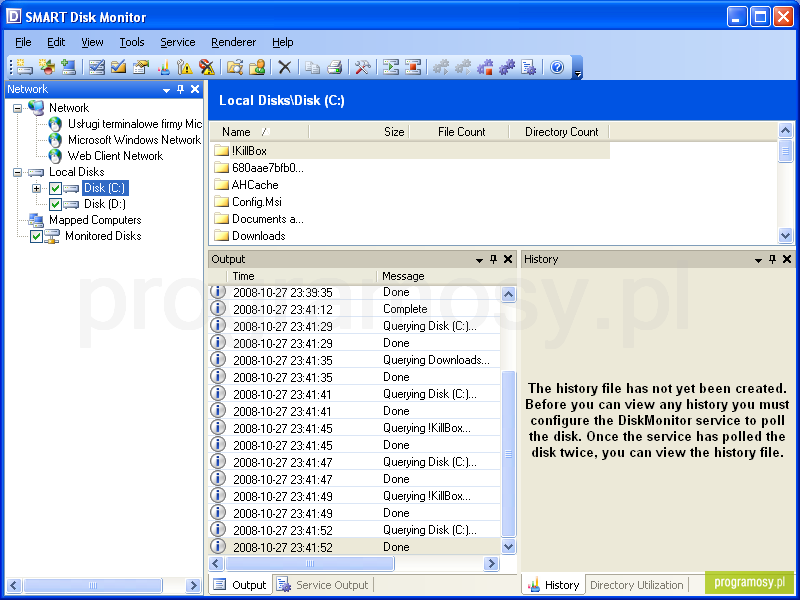 SMART Disk Monitor
File Edit View Tools Service Renderer Help
Network
Network
Usługi terminalowe firmy Mic
Microsoft Windows Network
Web Client Network
Local Disks
Disk (C:)
Disk (D:)
Mapped Computers
Monitored Disks
Local Disks\Disk (C:)
Name / Size File Count Directory Count
!KillBox
680aae7bfb0...
AHCache
Config.Msi
Documents a...
Downloads
Output
Time Message
2008-10-27 23:39:35 Done
2008-10-27 23:41:12 Complete
2008-10-27 23:41:29 Querying Disk (C:)...
2008-10-27 23:41:29 Done
2008-10-27 23:41:35 Querying Downloads...
2008-10-27 23:41:35 Done
2008-10-27 23:41:41 Querying Disk (C:)...
2008-10-27 23:41:41 Done
2008-10-27 23:41:45 Querying !KillBox...
2008-10-27 23:41:45 Done
2008-10-27 23:41:47 Querying Disk (C:)...
2008-10-27 23:41:47 Done
2008-10-27 23:41:49 Querying !KillBox...
2008-10-27 23:41:49 Done
2008-10-27 23:41:52 Querying Disk (C:)...
2008-10-27 23:41:52 Done
Output Service Output
History
The history file has not yet been created.
Before you can view any history you must
configure the DiskMonitor service to poll
the disk. Once the service has polled the
disk twice, you can view the history file.
History Directory Utilization
programosy.pl
programosy.pl